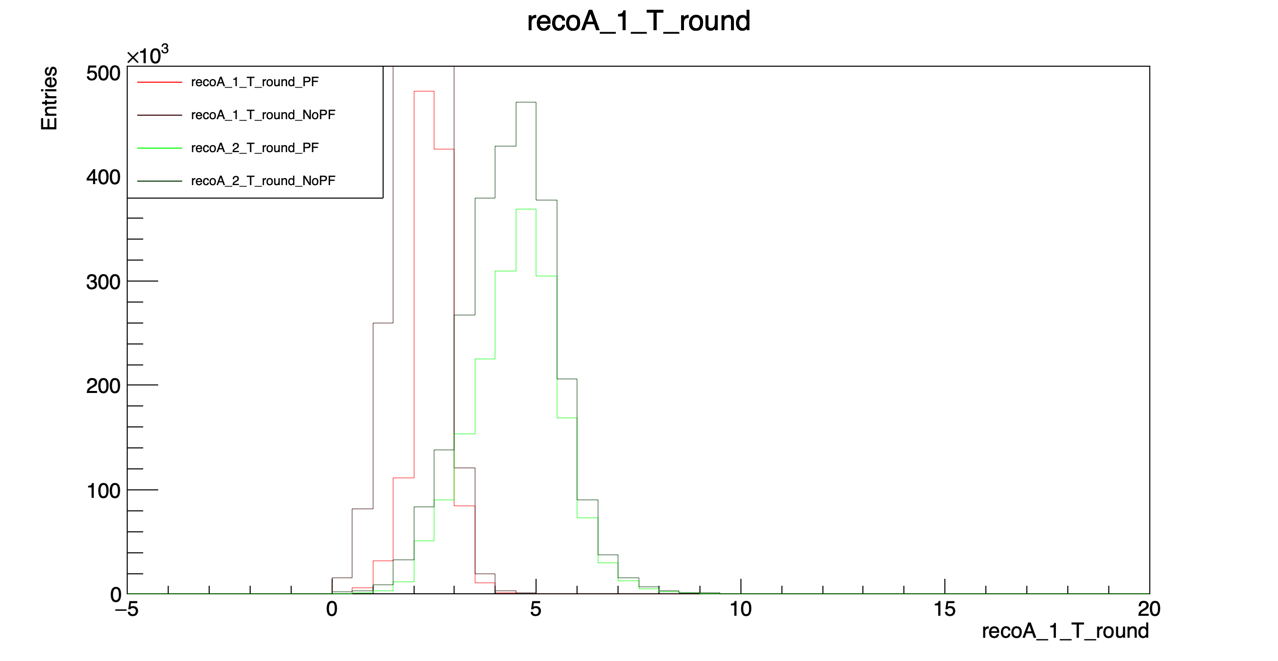 recoA_1_T_round
×10³
Entries
500
400
300
200
100
0
recoA_1_T_round_PF
recoA_1_T_round_NoPF
recoA_2_T_round_PF
recoA_2_T_round_NoPF
−5 0 5 10 15 20
recoA_1_T_round